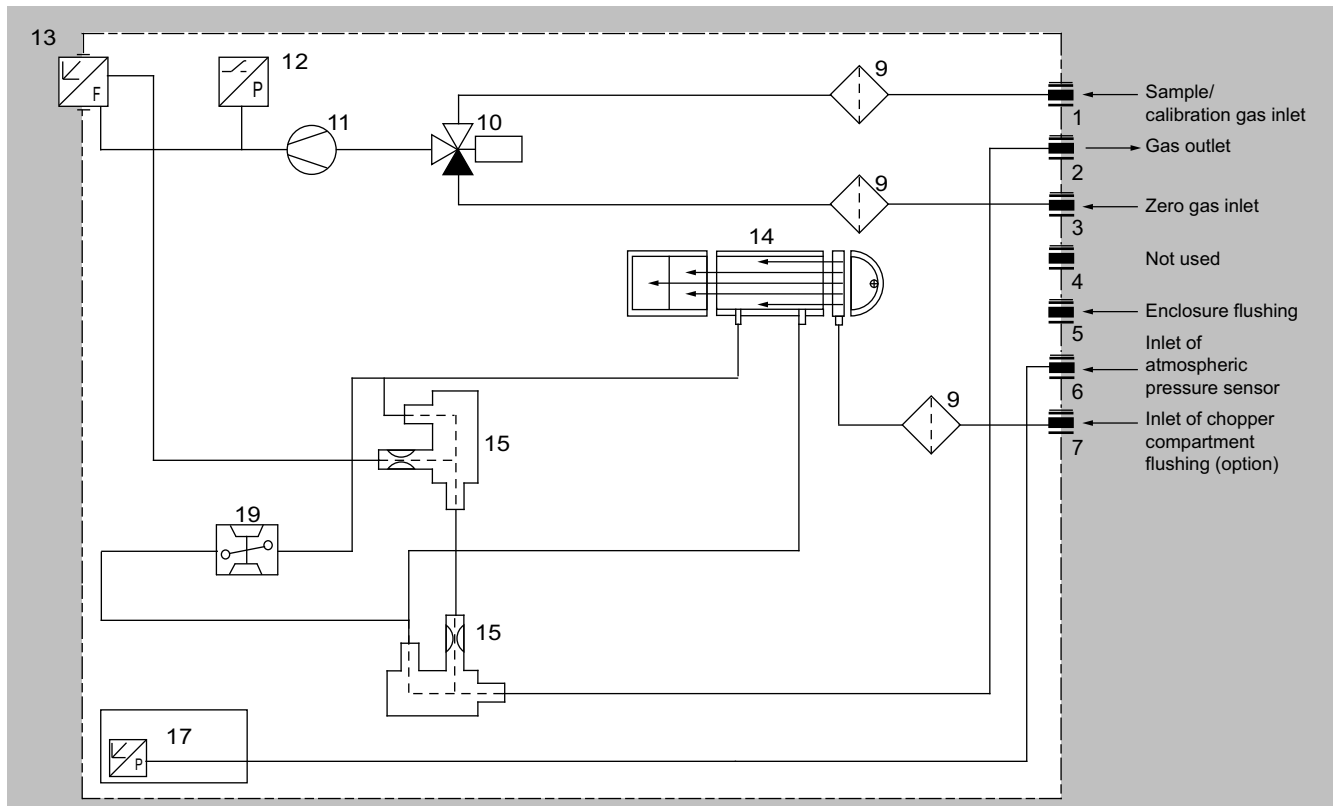 13
F
12
P
11
10
9
1
Sample/
calibration gas inlet
2
Gas outlet
9
3
Zero gas inlet
14
4
Not used
5
Enclosure flushing
6
Inlet of
atmospheric
pressure sensor
9
7
Inlet of chopper
compartment
flushing (option)
15
19
15
17
P